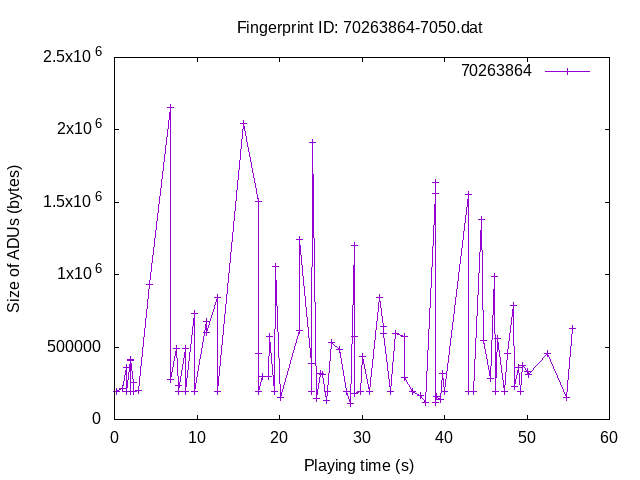 Fingerprint ID: 70263864-7050.dat
2.5x10 6
70263864
2x10 6
1.5x10 6
1x10 6
500000
0
Size of ADUs (bytes)
0 10 20 30 40 50 60
Playing time (s)